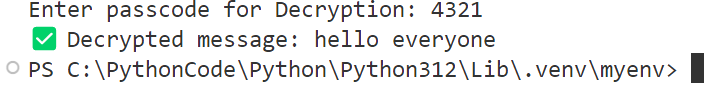 Enter passcode for Decryption: 4321
✅ Decrypted message: hello everyone
PS C:\PythonCode\Python\Python312\Lib\.venv\myenv>